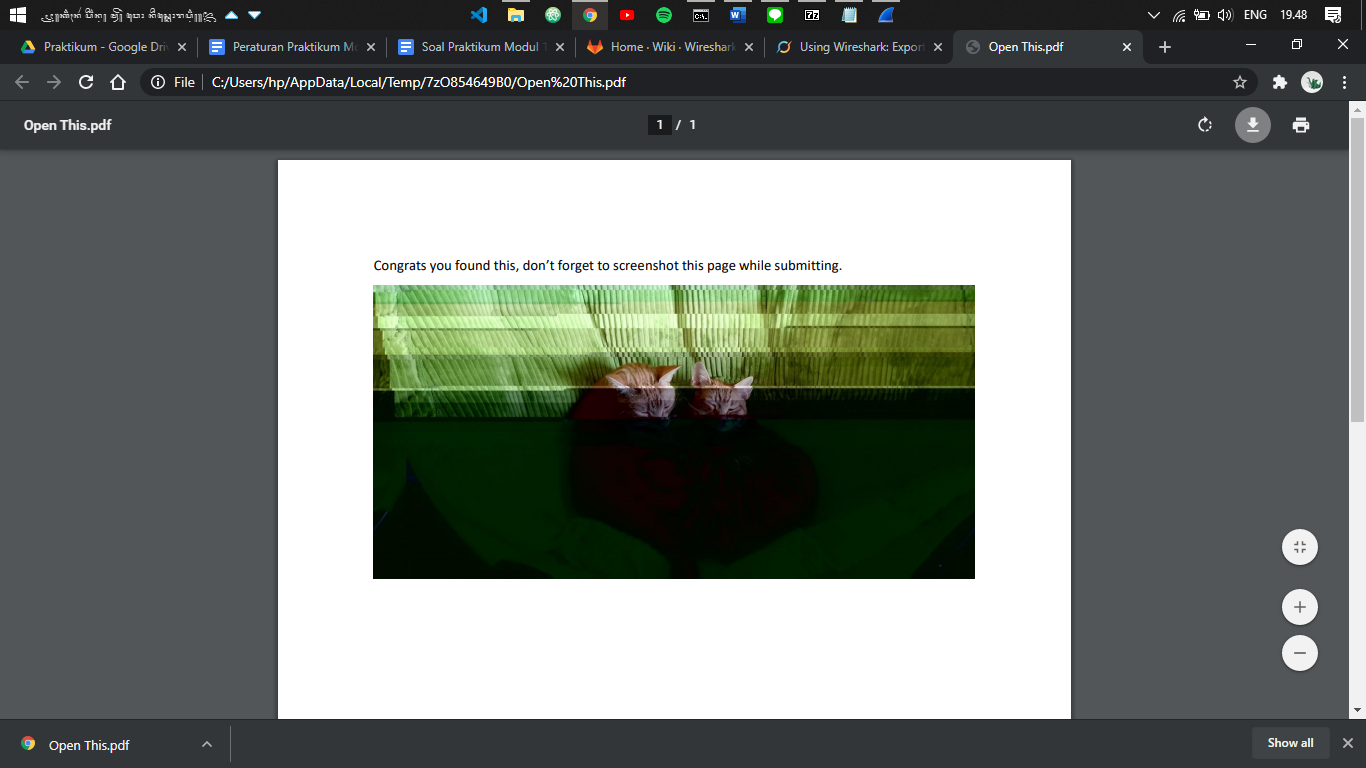 ENG
19.48
Praktikum - Google Dri
Peraturan Praktikum Mo
Soal Praktikum Modul 1
Home · Wiki · Wireshark
Using Wireshark: Export
Open This.pdf
File
C:/Users/hp/AppData/Local/Temp/7zO854649B0/Open%20This.pdf
Open This.pdf
1 / 1
Congrats you found this, don’t forget to screenshot this page while submitting.
Open This.pdf
Show all